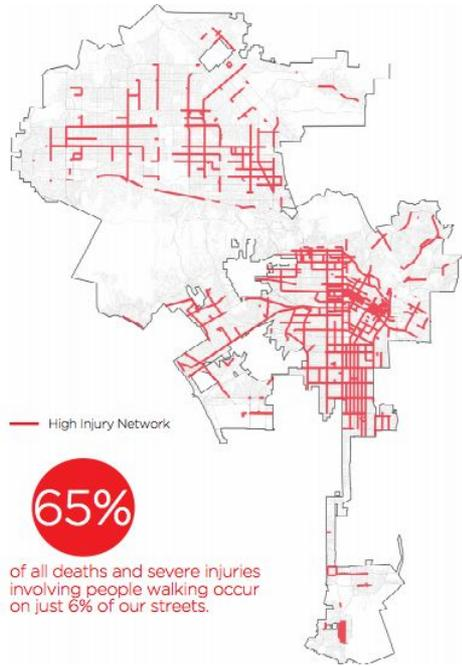 High Injury Network
65%
of all deaths and severe injuries
involving people walking occur
on just 6% of our streets.